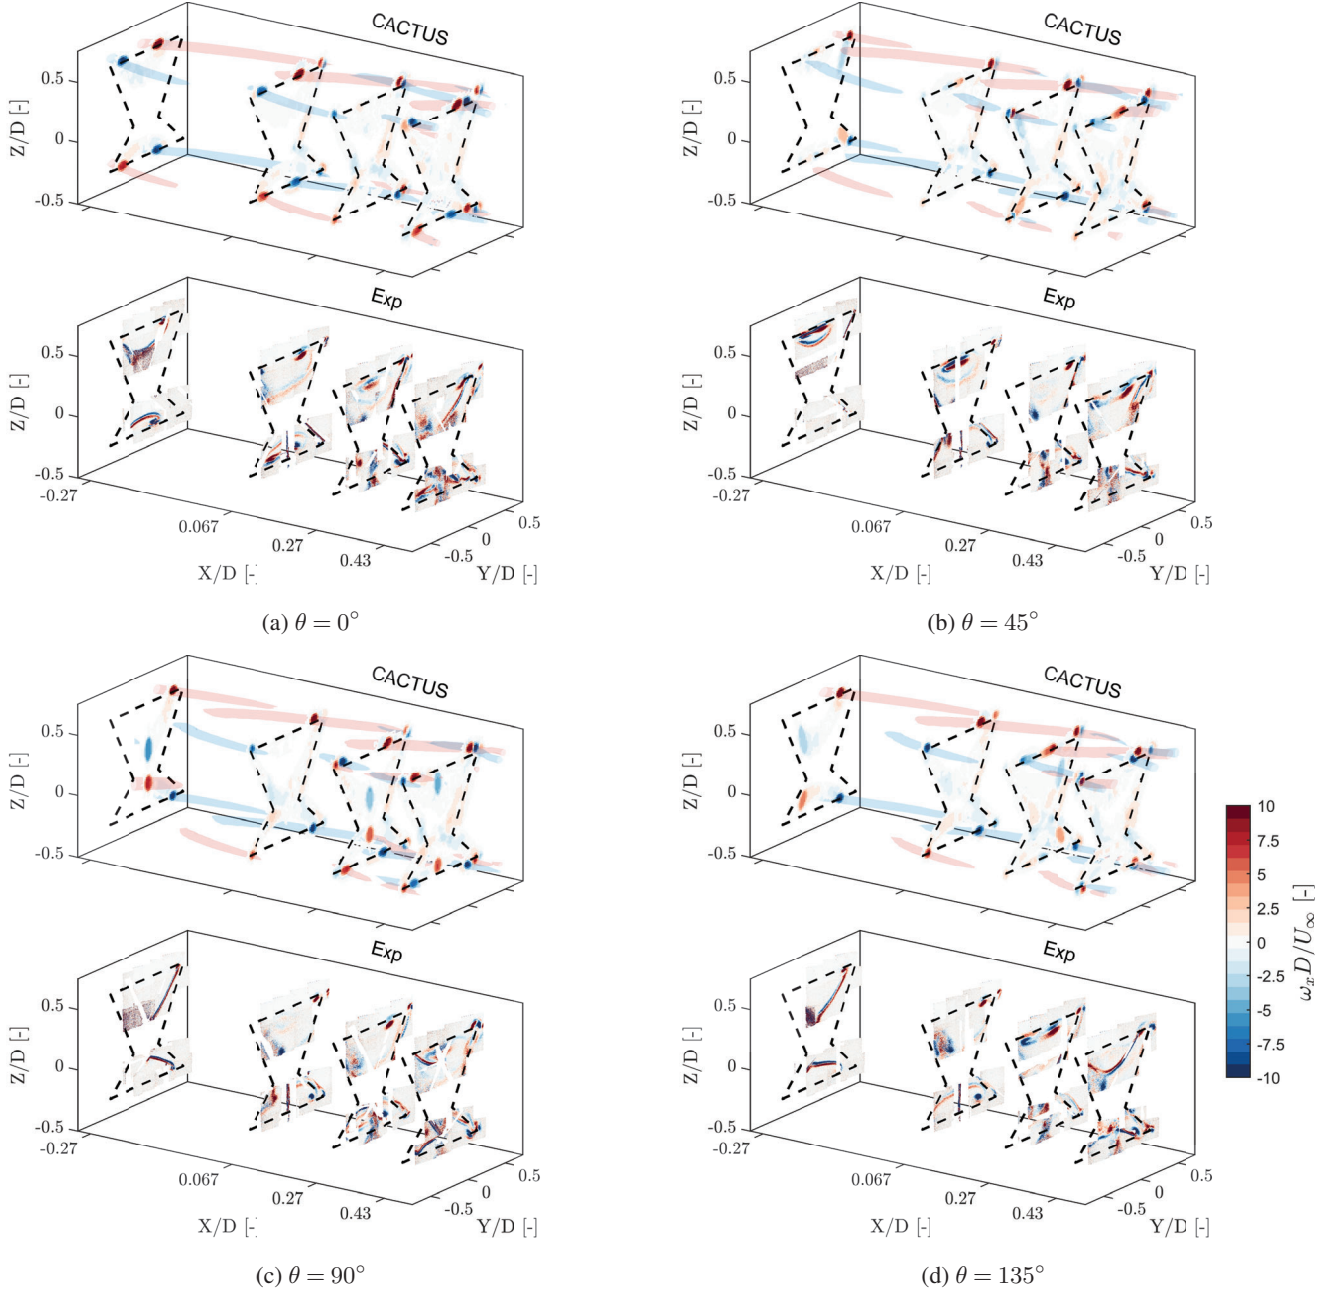 CACTUS
Z/D [-]
0.5
0
-0.5
Exp
Z/D [-]
0.5
0
-0.5
-0.27
0.067
0.27
0.43
X/D [-]
-0.5
0
0.5
Y/D [-]
(a) θ = 0°
CACTUS
Z/D [-]
0.5
0
-0.5
Exp
Z/D [-]
0.5
0
-0.5
-0.27
0.067
0.27
0.43
X/D [-]
-0.5
0
0.5
Y/D [-]
(b) θ = 45°
CACTUS
Z/D [-]
0.5
0
-0.5
Exp
Z/D [-]
0.5
0
-0.5
-0.27
0.067
0.27
0.43
X/D [-]
-0.5
0
0.5
Y/D [-]
(c) θ = 90°
CACTUS
Z/D [-]
0.5
0
-0.5
Exp
Z/D [-]
0.5
0
-0.5
-0.27
0.067
0.27
0.43
X/D [-]
-0.5
0
0.5
Y/D [-]
(d) θ = 135°
10
7.5
5
2.5
0
-2.5
-5
-7.5
-10
ωₓD/U∞ [-]